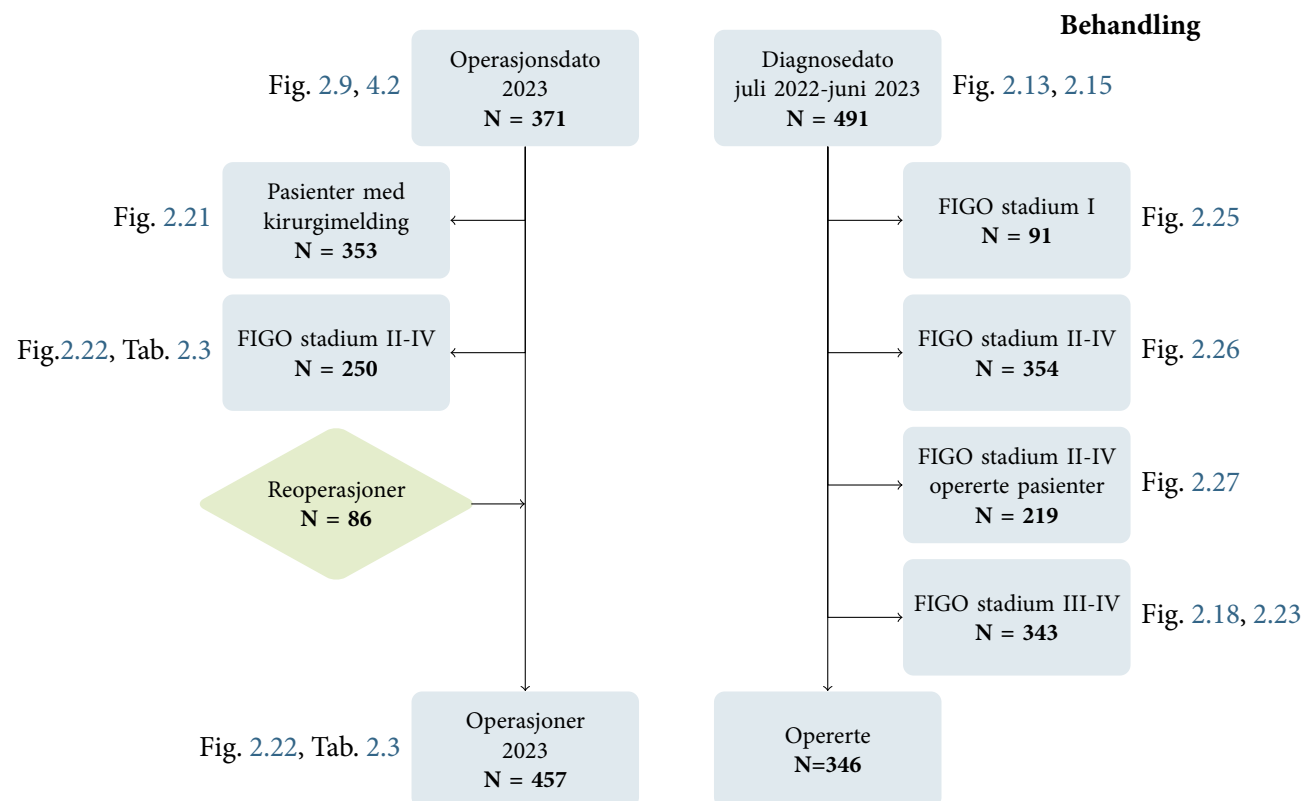 Behandling
Fig. 2.9, 4.2
Operasjonsdato
2023
N = 371
Diagnosedato
juli 2022-juni 2023
N = 491
Fig. 2.13, 2.15
Fig. 2.21
Pasienter med
kirurgimelding
N = 353
FIGO stadium I
N = 91
Fig. 2.25
Fig.2.22, Tab. 2.3
FIGO stadium II-IV
N = 250
FIGO stadium II-IV
N = 354
Fig. 2.26
Reoperasjoner
N = 86
FIGO stadium II-IV
opererte pasienter
N = 219
Fig. 2.27
FIGO stadium III-IV
N = 343
Fig. 2.18, 2.23
Fig. 2.22, Tab. 2.3
Operasjoner
2023
N = 457
Opererte
N=346